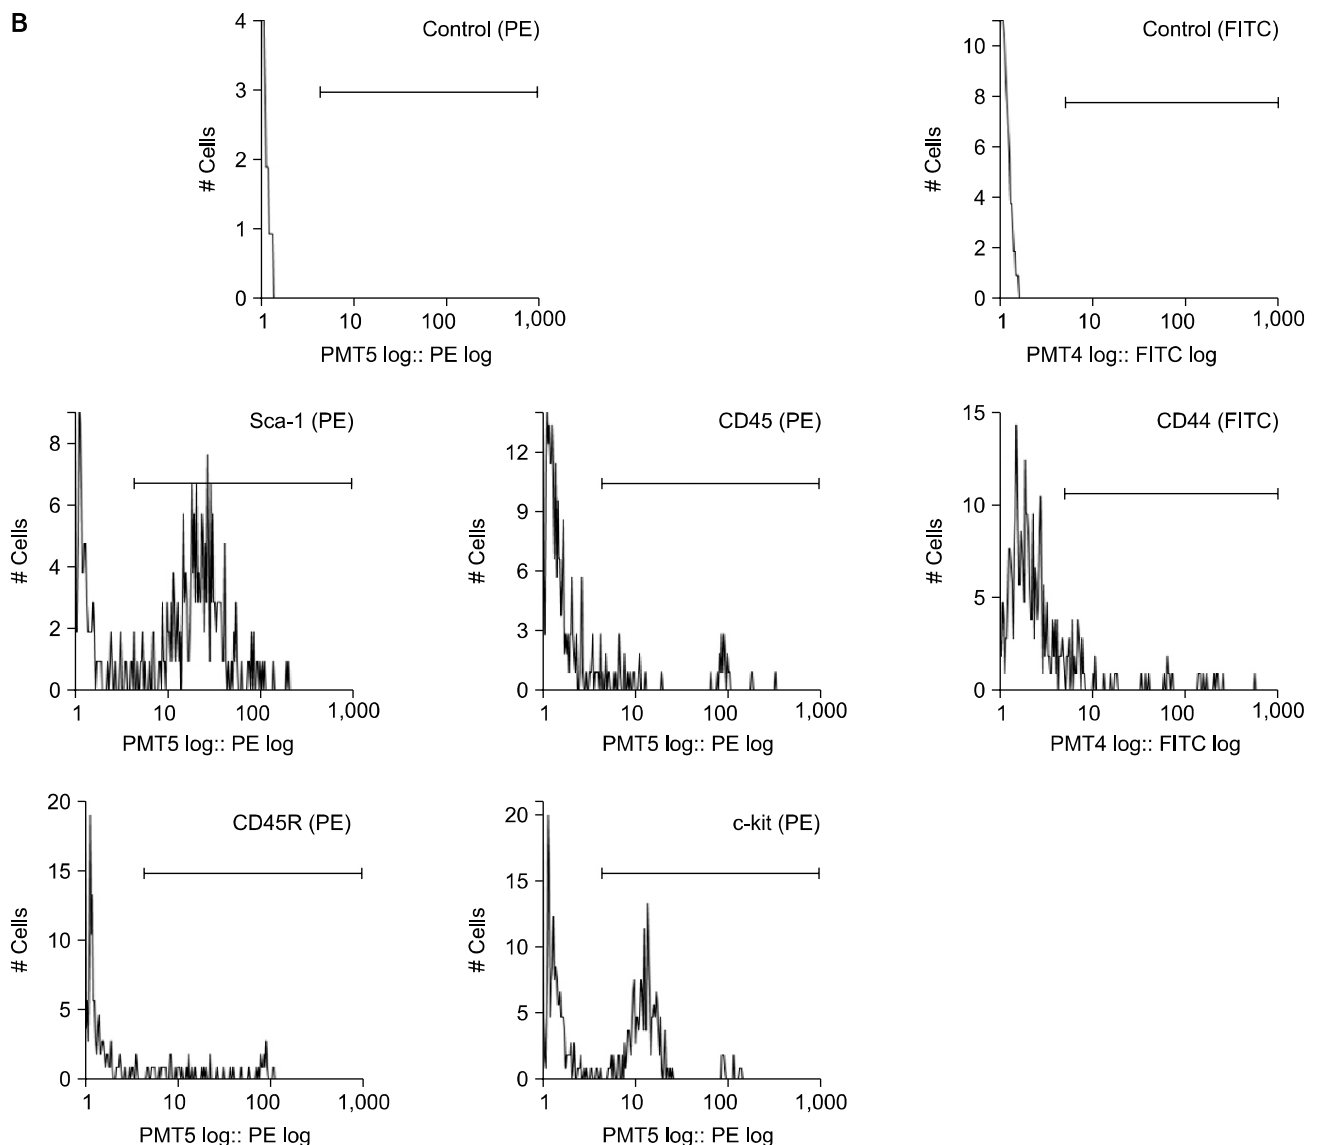 B
Control (PE)
4
3
2
1
0
# Cells
1 10 100 1,000
PMT5 log:: PE log
Control (FITC)
10
8
6
4
2
0
# Cells
1 10 100 1,000
PMT4 log:: FITC log
Sca-1 (PE)
8
6
4
2
0
# Cells
1 10 100 1,000
PMT5 log:: PE log
CD45 (PE)
12
9
6
3
0
# Cells
1 10 100 1,000
PMT5 log:: PE log
CD44 (FITC)
15
10
5
0
# Cells
1 10 100 1,000
PMT4 log:: FITC log
CD45R (PE)
20
15
10
5
0
# Cells
1 10 100 1,000
PMT5 log:: PE log
c-kit (PE)
20
15
10
5
0
# Cells
1 10 100 1,000
PMT5 log:: PE log